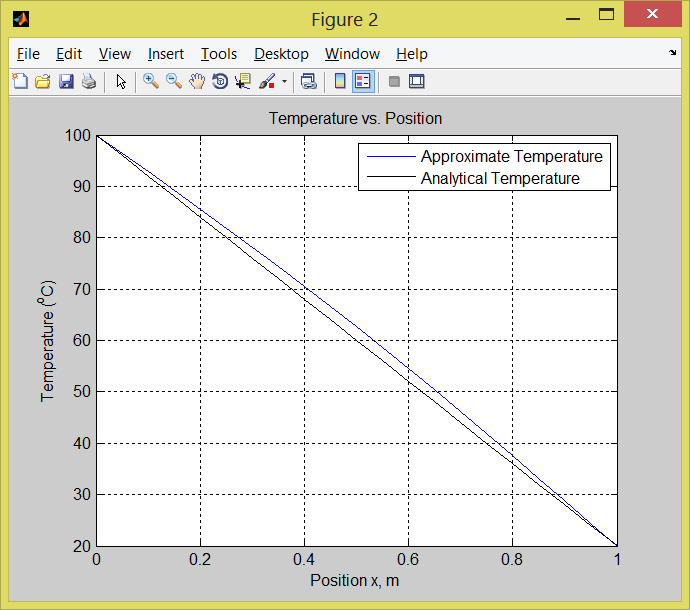 Figure 2
File Edit View Insert Tools Desktop Window Help
Temperature vs. Position
Approximate Temperature
Analytical Temperature
100
90
80
70
60
50
40
30
20
Temperature (°C)
0 0.2 0.4 0.6 0.8 1
Position x, m